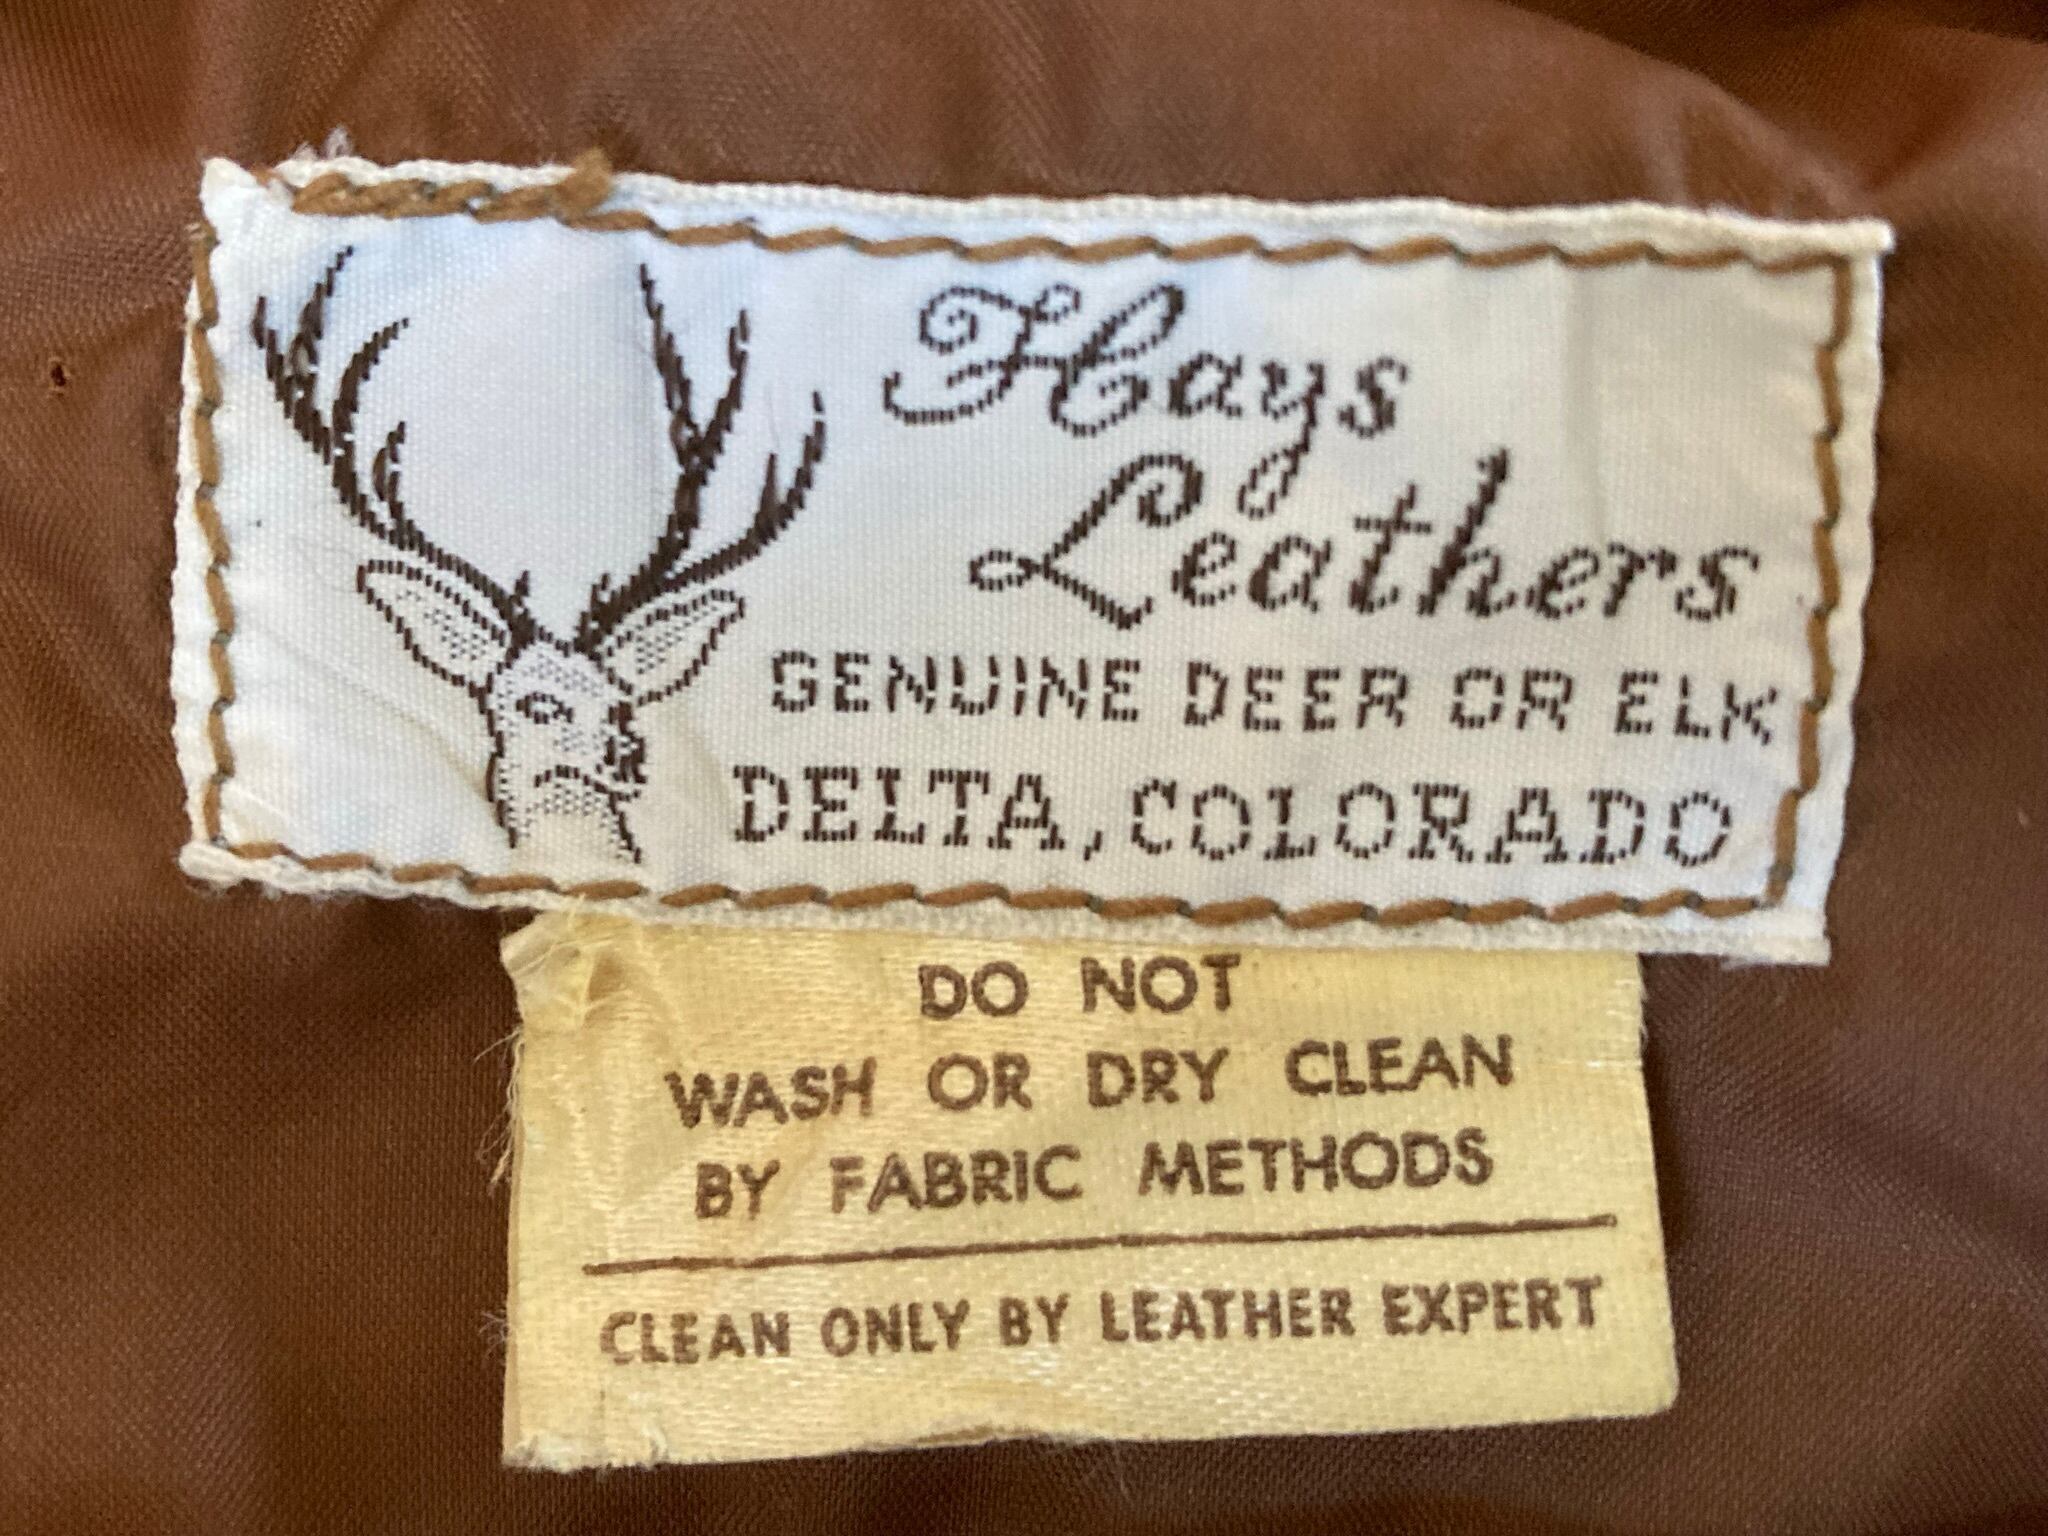 Hays
Leathers
GENUINE DEER OR ELK
DELTA, COLORADO
DO NOT
WASH OR DRY CLEAN
BY FABRIC METHODS
CLEAN ONLY BY LEATHER EXPERT